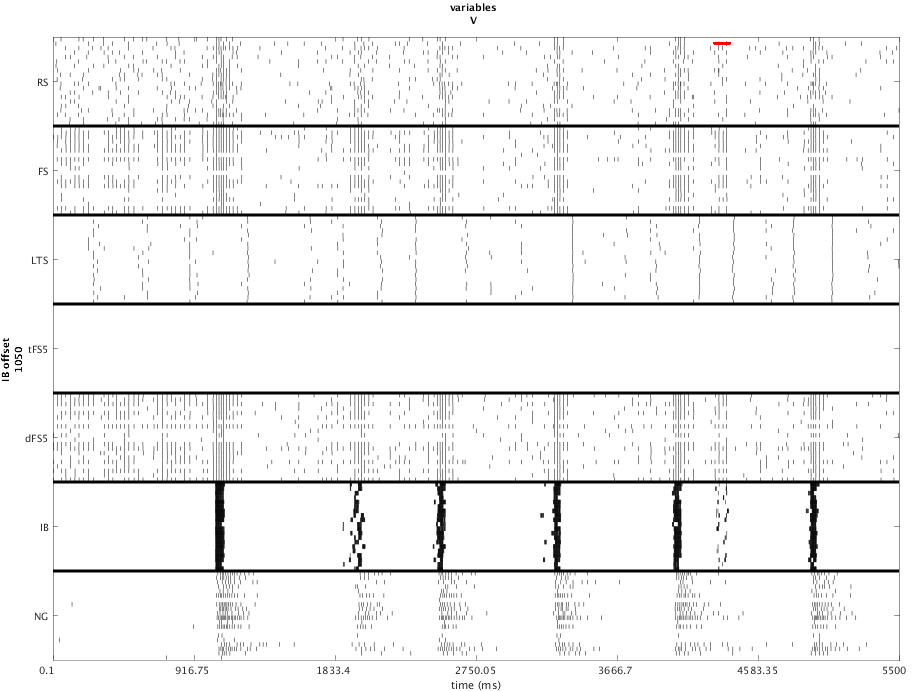 variables
V
RS
FS
LTS
tFS5
dFS5
IB
NG
IB offset
1050
0.1 916.75 1833.4 2750.05 3666.7 4583.35 5500
time (ms)